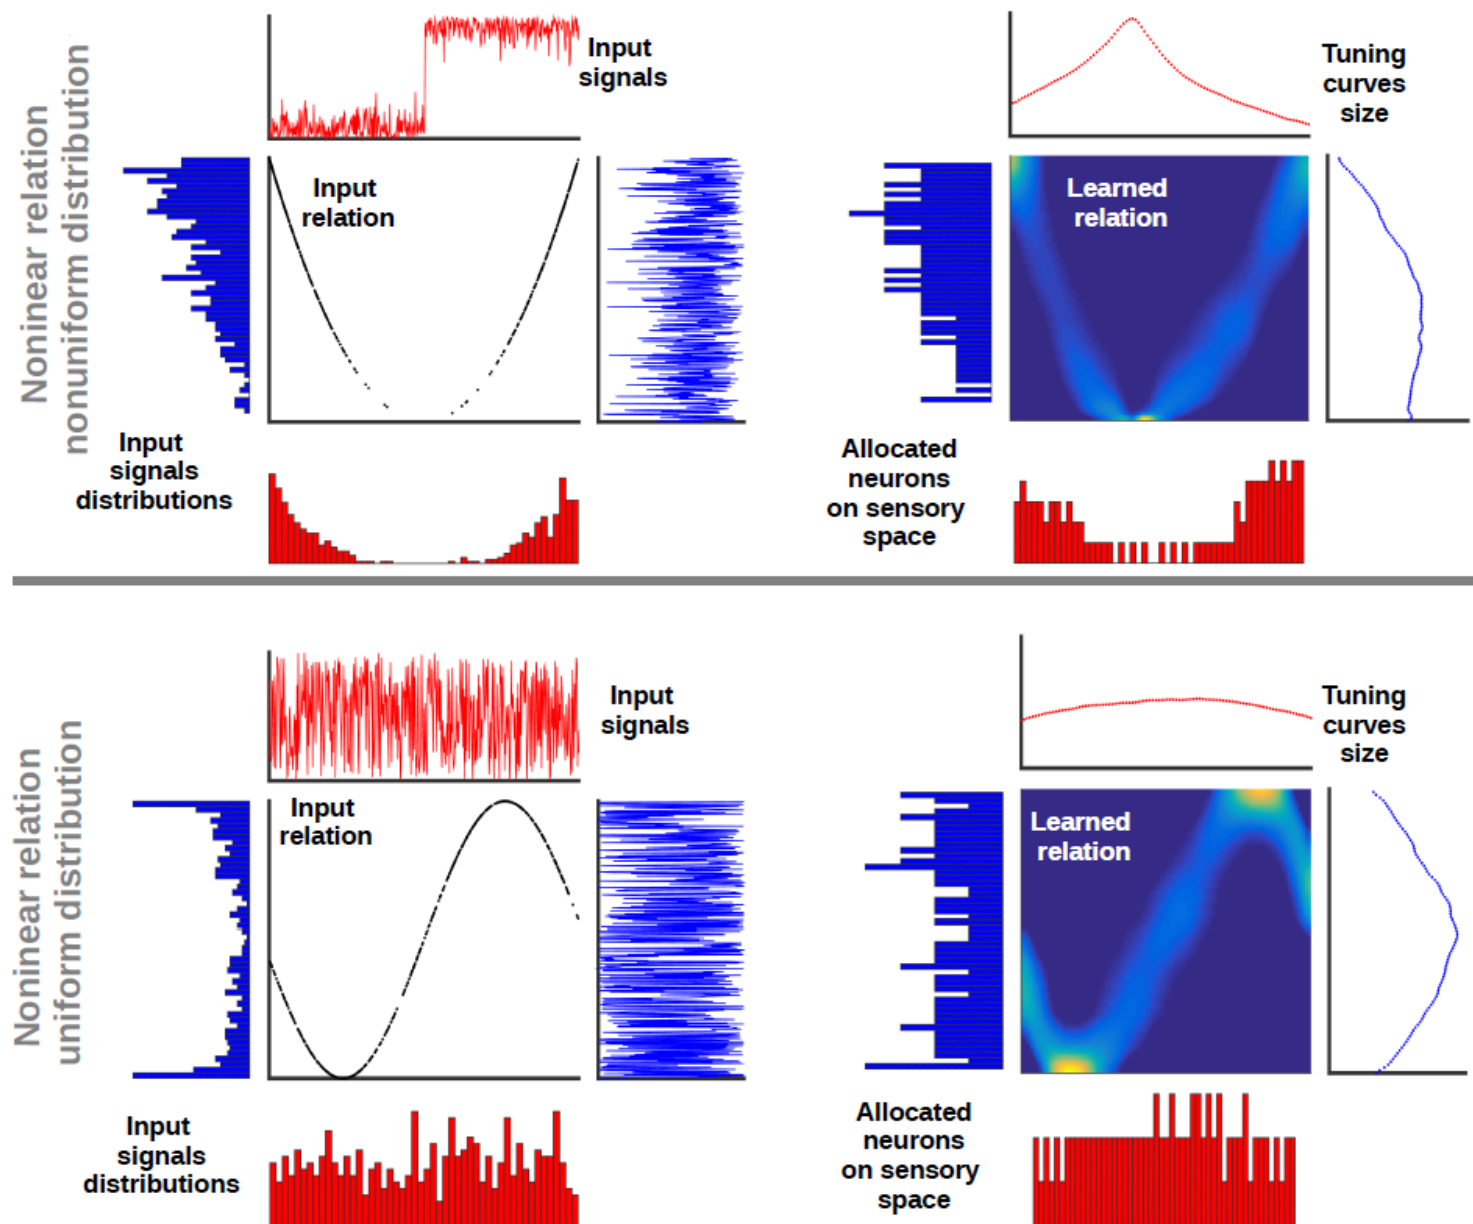 Noninear relation
nonuniform distribution
Input
signals
Input
relation
Input
signals
distributions
Tuning
curves
size
Learned
relation
Allocated
neurons
on sensory
space
Noninear relation
uniform distribution
Input
signals
Input
relation
Input
signals
distributions
Tuning
curves
size
Learned
relation
Allocated
neurons
on sensory
space